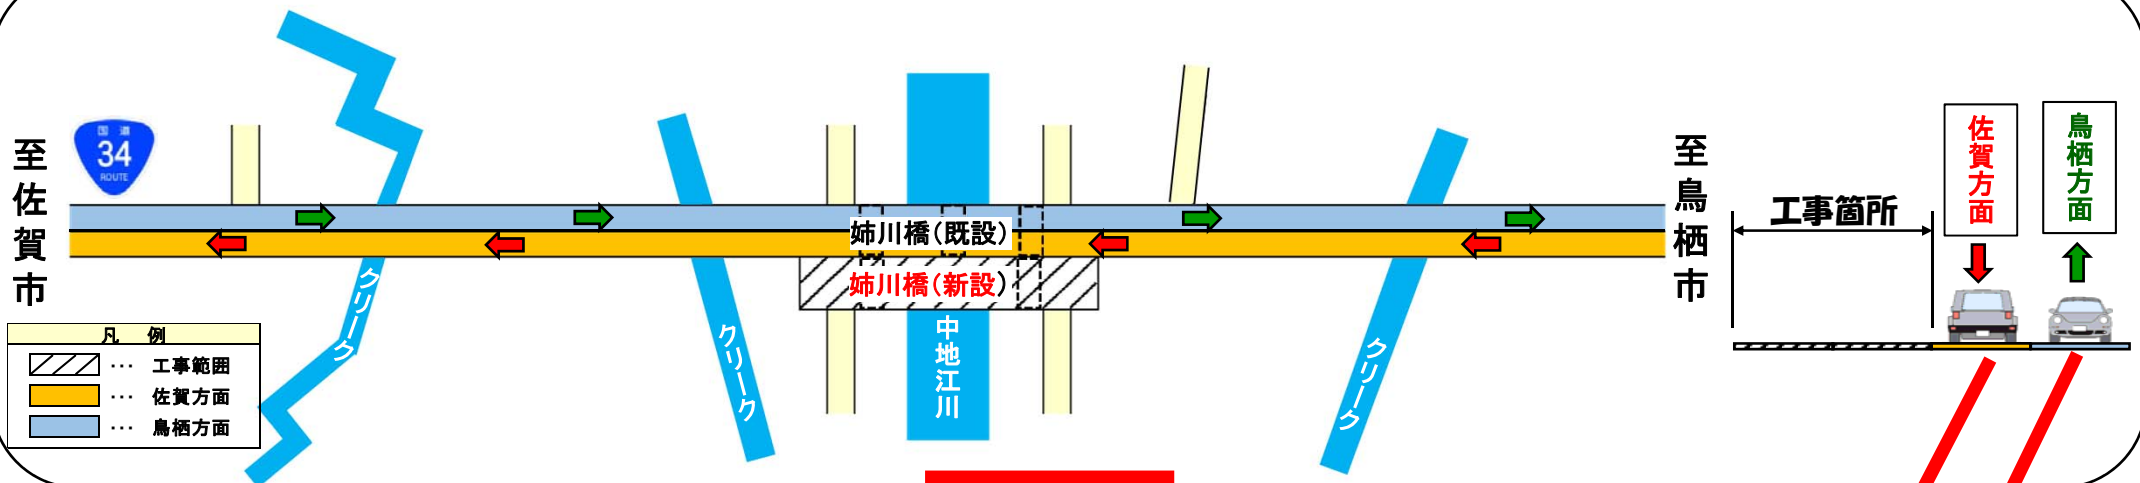 至佐賀市
国道
34
ROUTE
クリーク
クリーク
姉川橋(既設)
姉川橋(新設)
中地江川
クリーク
至鳥栖市
工事箇所
佐賀方面
鳥栖方面
凡 例
… 工事範囲
… 佐賀方面
… 鳥栖方面